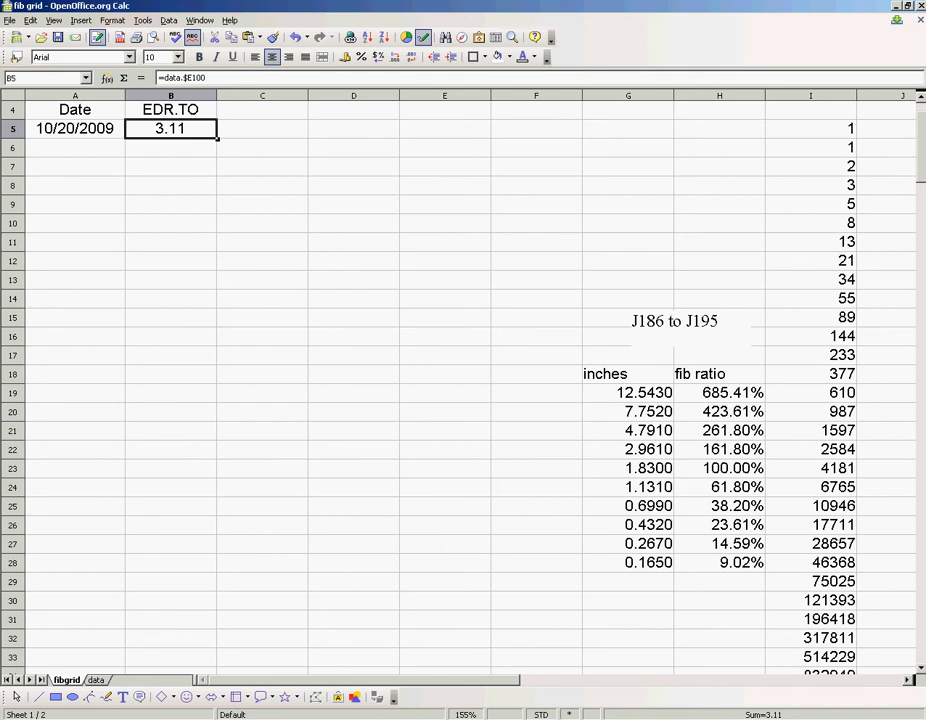 fib grid - OpenOffice.org Calc
File Edit View Insert Format Tools Data Window Help
Arial 10
B5 =data.$E100
A B C D E F G H I J
4 Date EDR.TO
5 10/20/2009 3.11 1
6 1
7 2
8 3
9 5
10 8
11 13
12 21
13 34
14 55
15 J186 to J195 89
16 144
17 233
18 inches fib ratio 377
19 12.5430 685.41% 610
20 7.7520 423.61% 987
21 4.7910 261.80% 1597
22 2.9610 161.80% 2584
23 1.8300 100.00% 4181
24 1.1310 61.80% 6765
25 0.6990 38.20% 10946
26 0.4320 23.61% 17711
27 0.2670 14.59% 28657
28 0.1650 9.02% 46368
29 75025
30 121393
31 196418
32 317811
33 514229
fibgrid data
Sheet 1 / 2 Default 155% STD * Sum=3.11